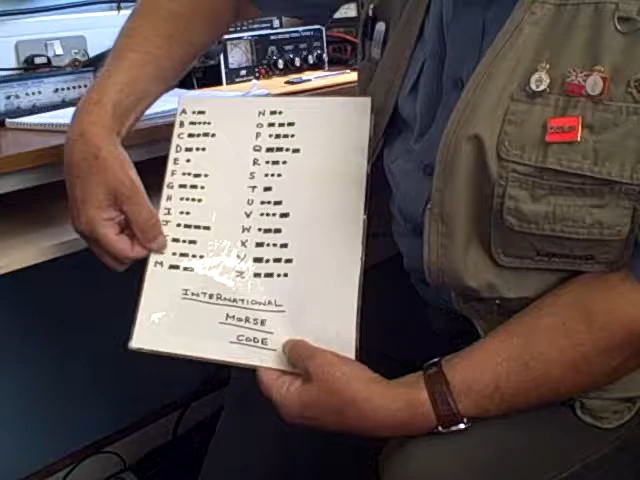 A •−
B −•••
C −•−•
D −••
E •
F ••−•
G −−•
H ••••
I ••
J •−−−
M −−
N −•
O −−−
P •−−•
Q −−•−
R •−•
S •••
T −
U ••−
V •••−
W •−−
X −••−
Y −•−−
Z −−••
INTERNATIONAL
MORSE
CODE